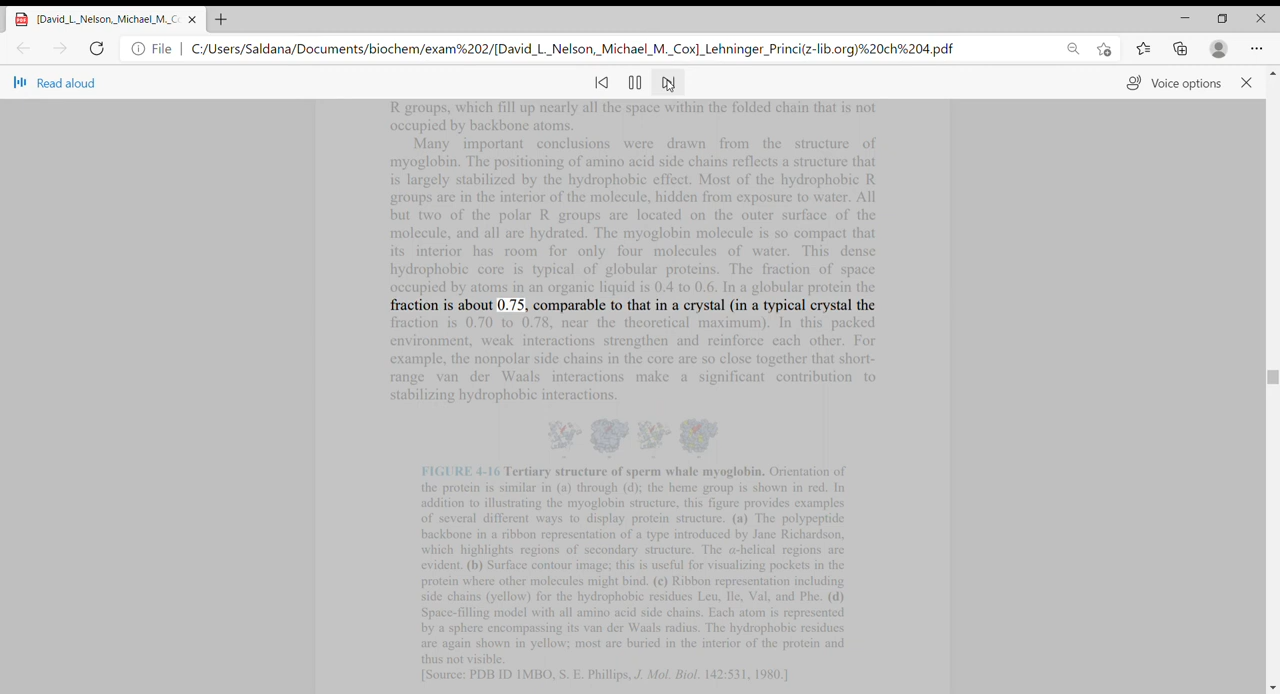 [David_L._Nelson,_Michael_M._Co
File
C:/Users/Saldana/Documents/biochem/exam%202/[David_L._Nelson,_Michael_M._Cox]_Lehninger_Princi(z-lib.org)%20ch%204.pdf
Read aloud
Voice options
R groups, which fill up nearly all the space within the folded chain that is not
occupied by backbone atoms.
Many important conclusions were drawn from the structure of
myoglobin. The positioning of amino acid side chains reflects a structure that
is largely stabilized by the hydrophobic effect. Most of the hydrophobic R
groups are in the interior of the molecule, hidden from exposure to water. All
but two of the polar R groups are located on the outer surface of the
molecule, and all are hydrated. The myoglobin molecule is so compact that
its interior has room for only four molecules of water. This dense
hydrophobic core is typical of globular proteins. The fraction of space
occupied by atoms in an organic liquid is 0.4 to 0.6. In a globular protein the
fraction is about 0.75, comparable to that in a crystal (in a typical crystal the
fraction is 0.70 to 0.78, near the theoretical maximum). In this packed
environment, weak interactions strengthen and reinforce each other. For
example, the nonpolar side chains in the core are so close together that short-
range van der Waals interactions make a significant contribution to
stabilizing hydrophobic interactions.
FIGURE 4-16 Tertiary structure of sperm whale myoglobin. Orientation of
the protein is similar in (a) through (d); the heme group is shown in red. In
addition to illustrating the myoglobin structure, this figure provides examples
of several different ways to display protein structure. (a) The polypeptide
backbone in a ribbon representation of a type introduced by Jane Richardson,
which highlights regions of secondary structure. The α-helical regions are
evident. (b) Surface contour image; this is useful for visualizing pockets in the
protein where other molecules might bind. (c) Ribbon representation including
side chains (yellow) for the hydrophobic residues Leu, Ile, Val, and Phe. (d)
Space-filling model with all amino acid side chains. Each atom is represented
by a sphere encompassing its van der Waals radius. The hydrophobic residues
are again shown in yellow; most are buried in the interior of the protein and
thus not visible.
[Source: PDB ID 1MBO, S. E. Phillips, J. Mol. Biol. 142:531, 1980.]